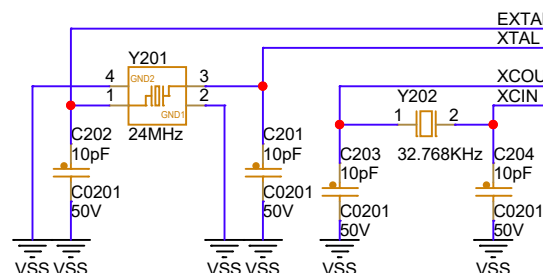 EXTAL
XTAL
Y201
XCOU
4 GND2 3
Y202
XCIN
1 GND1 2
1 2
24MHz
C202
C201
C203
32.768KHz
C204
10pF
10pF
10pF
10pF
C0201
C0201
C0201
C0201
50V
50V
50V
50V
VSS VSS
VSS VSS
VSS
VSS